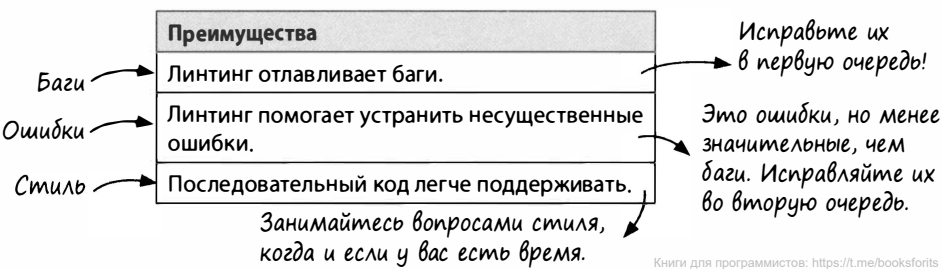 Преимущества
Баги
Линтинг отлавливает баги.
Исправьте их
в первую очередь!
Ошибки
Линтинг помогает устранить несущественные
ошибки.
Это ошибки, но менее
значительные, чем
баги. Исправляйте их
во вторую очередь.
Стиль
Последовательный код легче поддерживать.
Занимайтесь вопросами стиля,
когда и если у вас есть время.
Книги для программистов: https://t.me/booksforits